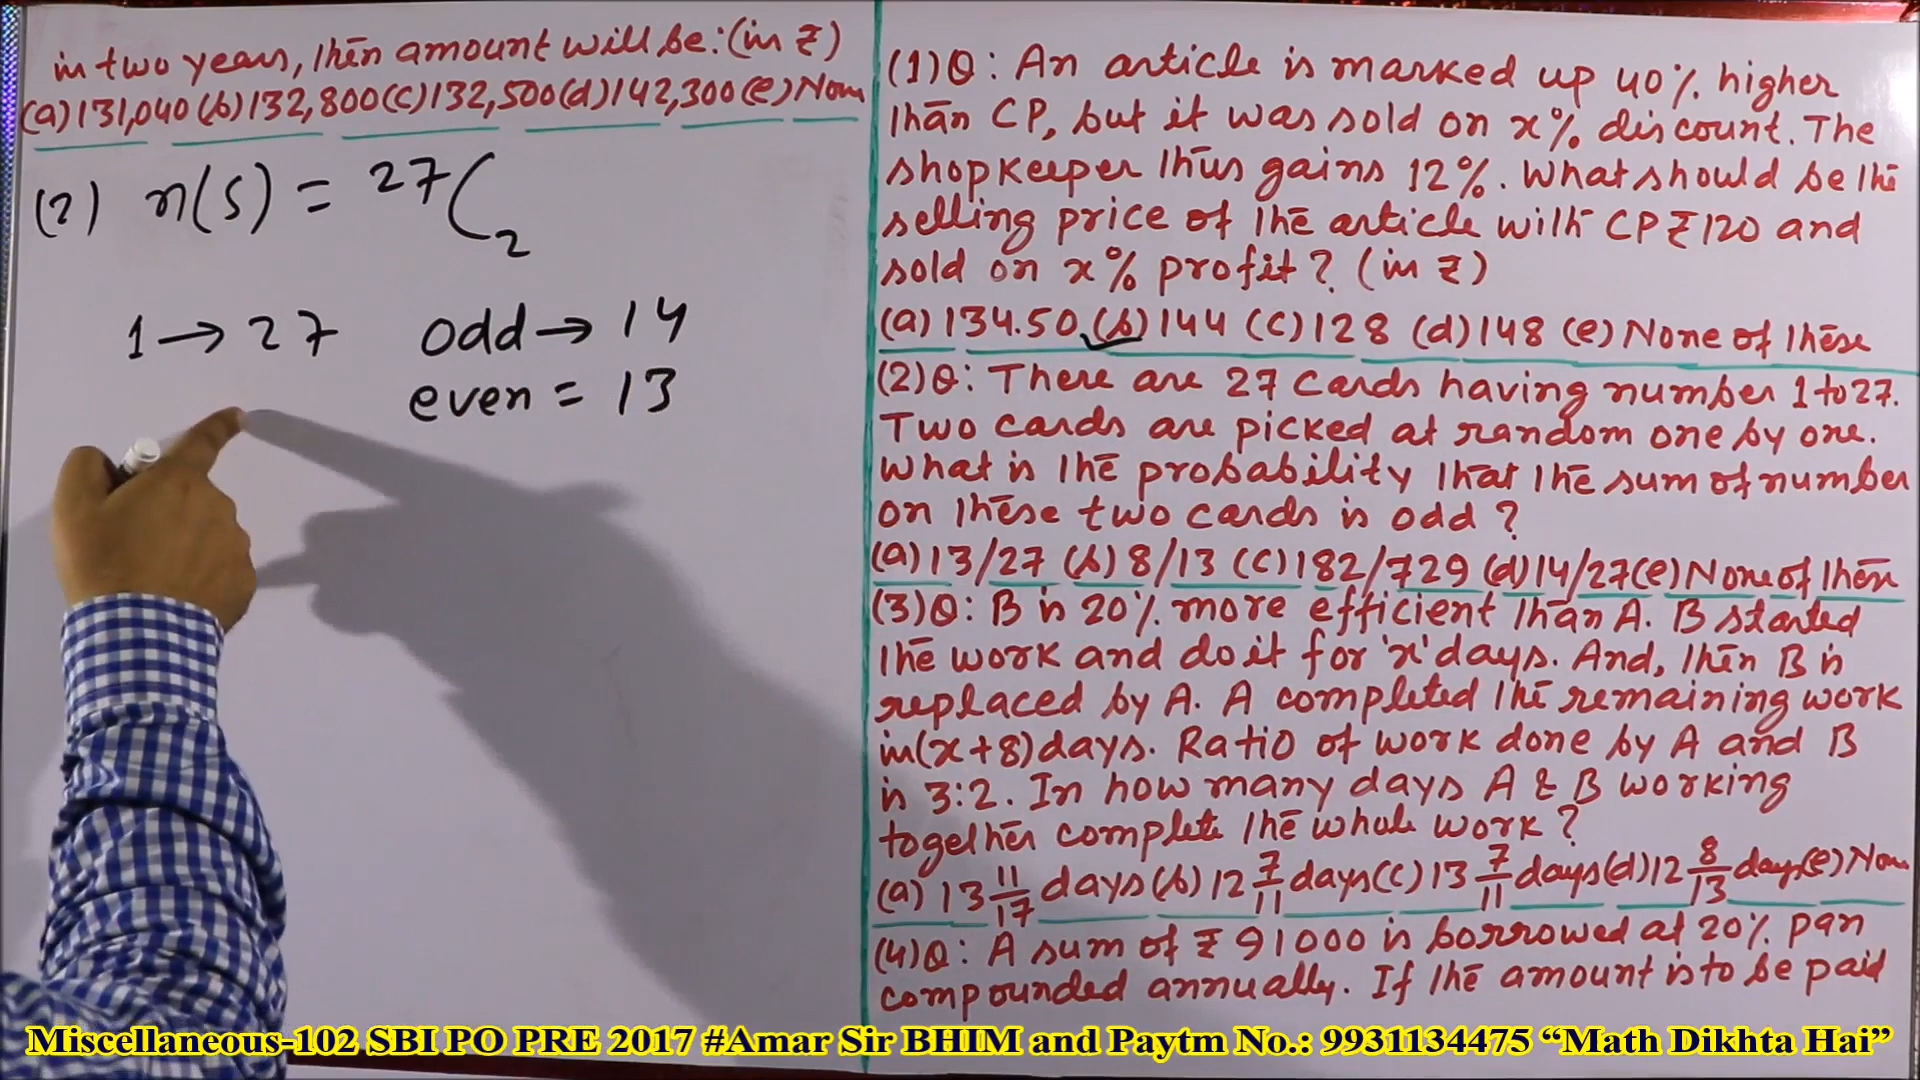 in two years, then amount will be: (in ₹)
(a) 131,040 (b) 132,800 (c) 132,500 (d) 142,300 (e) None
(2) n(S) = 27C2
1 → 27 odd → 14
even = 13
(1) Q: An article is marked up 40% higher
than CP, but it was sold on x% discount. The
shopkeeper thus gains 12%. What should be the
selling price of the article with CP ₹ 120 and
sold on x% profit? (in ₹)
(a) 134.50 (b) 144 (c) 128 (d) 148 (e) None of these
(2) Q: There are 27 cards having number 1 to 27.
Two cards are picked at random one by one.
What is the probability that the sum of number
on these two cards is odd?
(a) 13/27 (b) 8/13 (c) 182/729 (d) 14/27 (e) None of these
(3) Q: B is 20% more efficient than A. B started
the work and do it for 'x' days. And, then B is
replaced by A. A completed the remaining work
in (x+8) days. Ratio of work done by A and B
is 3:2. In how many days A & B working
together complete the whole work?
(a) 13 11/17 days (b) 12 7/11 days (c) 13 7/11 days (d) 12 8/13 days (e) None
(4) Q: A sum of ₹ 91000 is borrowed at 20% pan
compounded annually. If the amount is to be paid
Miscellaneous-102 SBI PO PRE 2017 #Amar Sir BHIM and Paytm No.: 9931134475 “Math Dikhta Hai”